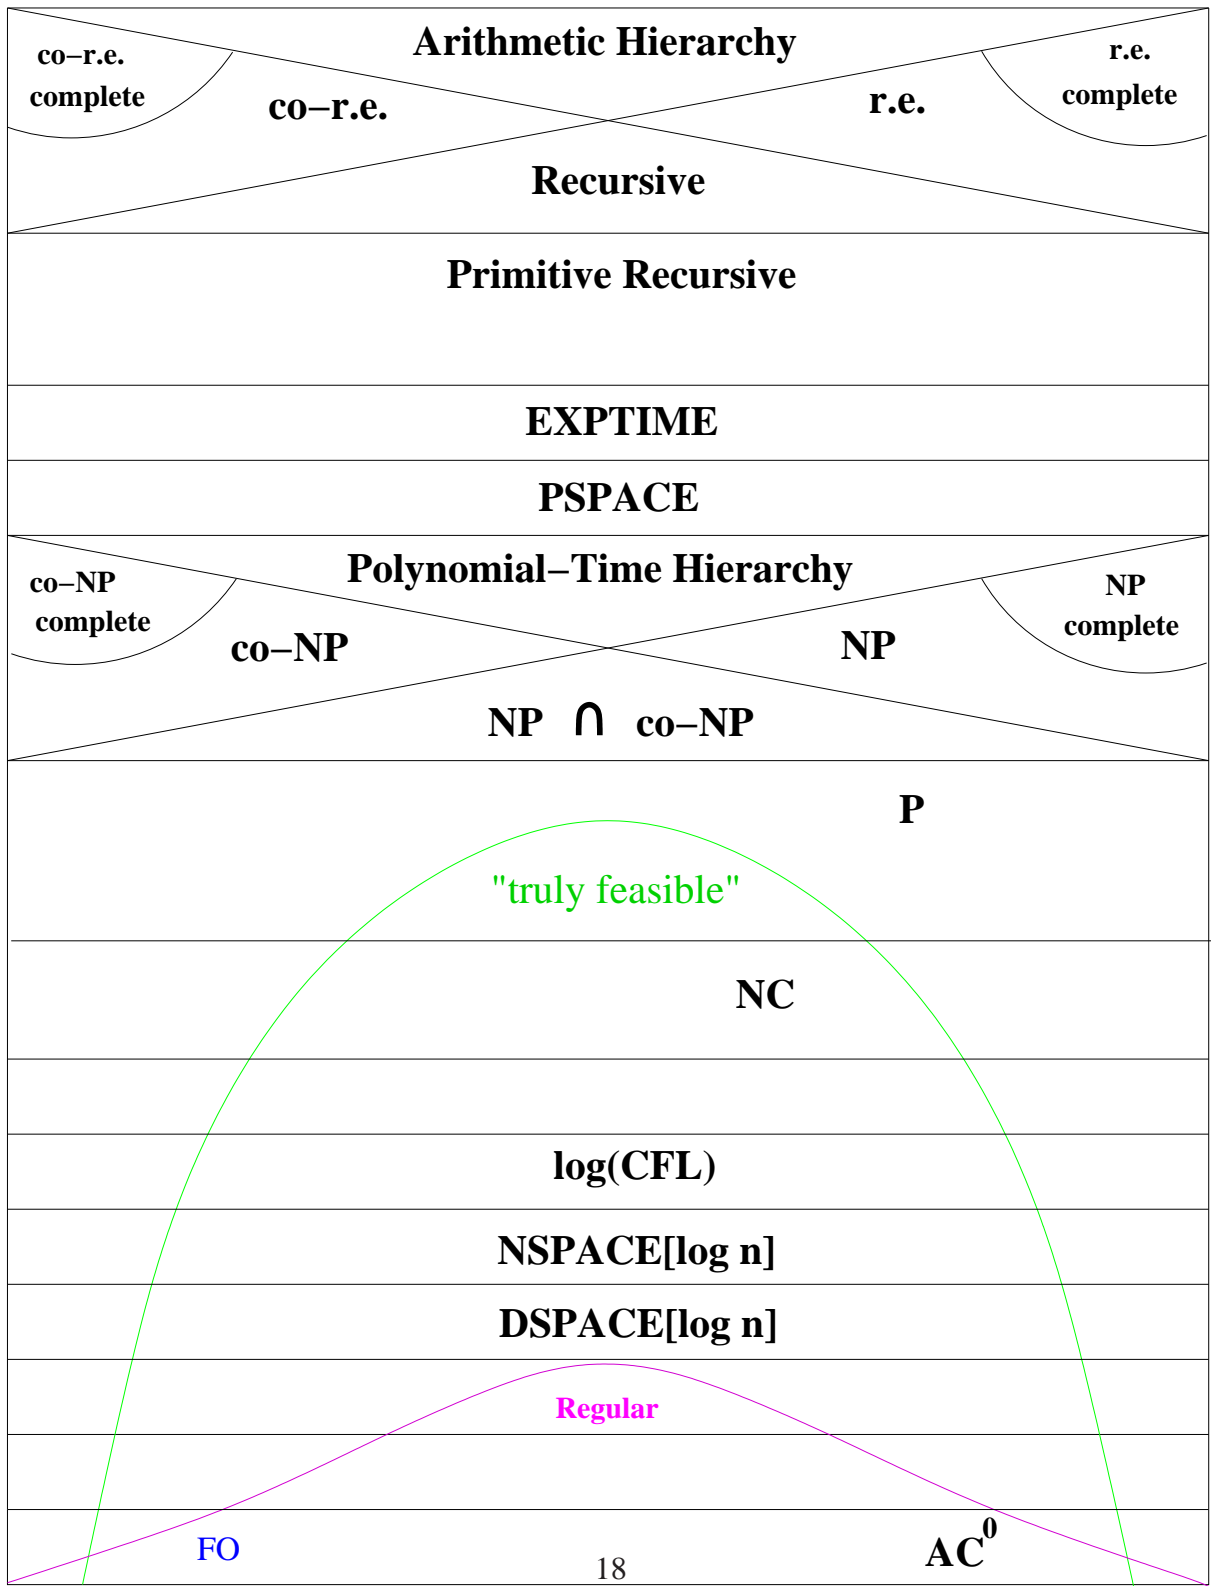 Arithmetic Hierarchy
co–r.e.
complete
co–r.e.
r.e.
r.e.
complete
Recursive
Primitive Recursive
EXPTIME
PSPACE
Polynomial–Time Hierarchy
co–NP
complete
co–NP
NP
NP
complete
NP ∩ co–NP
P
"truly feasible"
NC
log(CFL)
NSPACE[log n]
DSPACE[log n]
Regular
FO
18
AC⁰